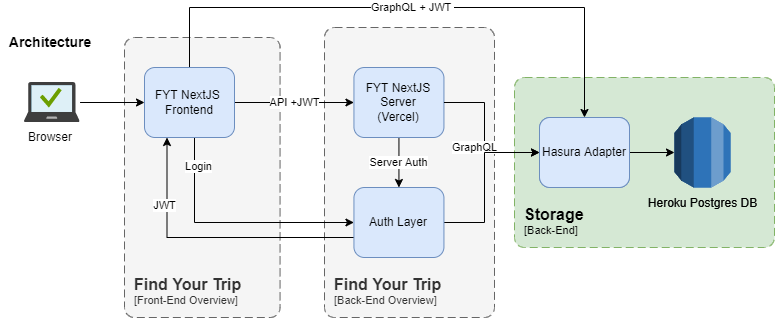 GraphQL + JWT
Architecture
FYT NextJS
Frontend
FYT NextJS
Server
(Vercel)
API +JWT
Browser
GraphQL
Hasura Adapter
Server Auth
Login
JWT
Auth Layer
Heroku Postgres DB
Storage
[Back-End]
Find Your Trip
[Front-End Overview]
Find Your Trip
[Back-End Overview]